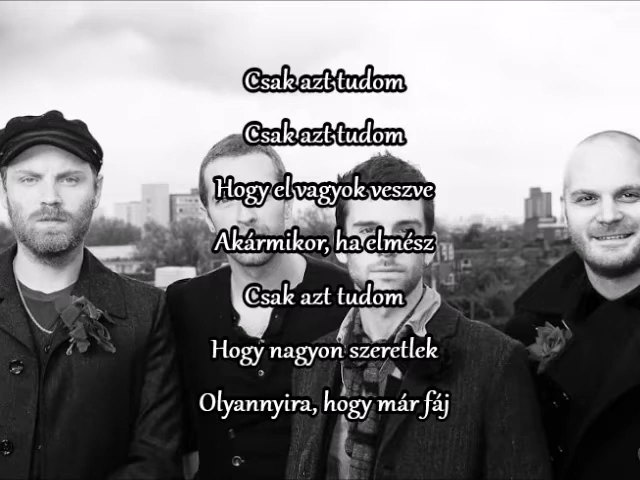 Csak azt tudom
Csak azt tudom
Hogy el vagyok veszve
Akármikor, ha elmész
Csak azt tudom
Hogy nagyon szeretlek
Olyannyira, hogy már fáj